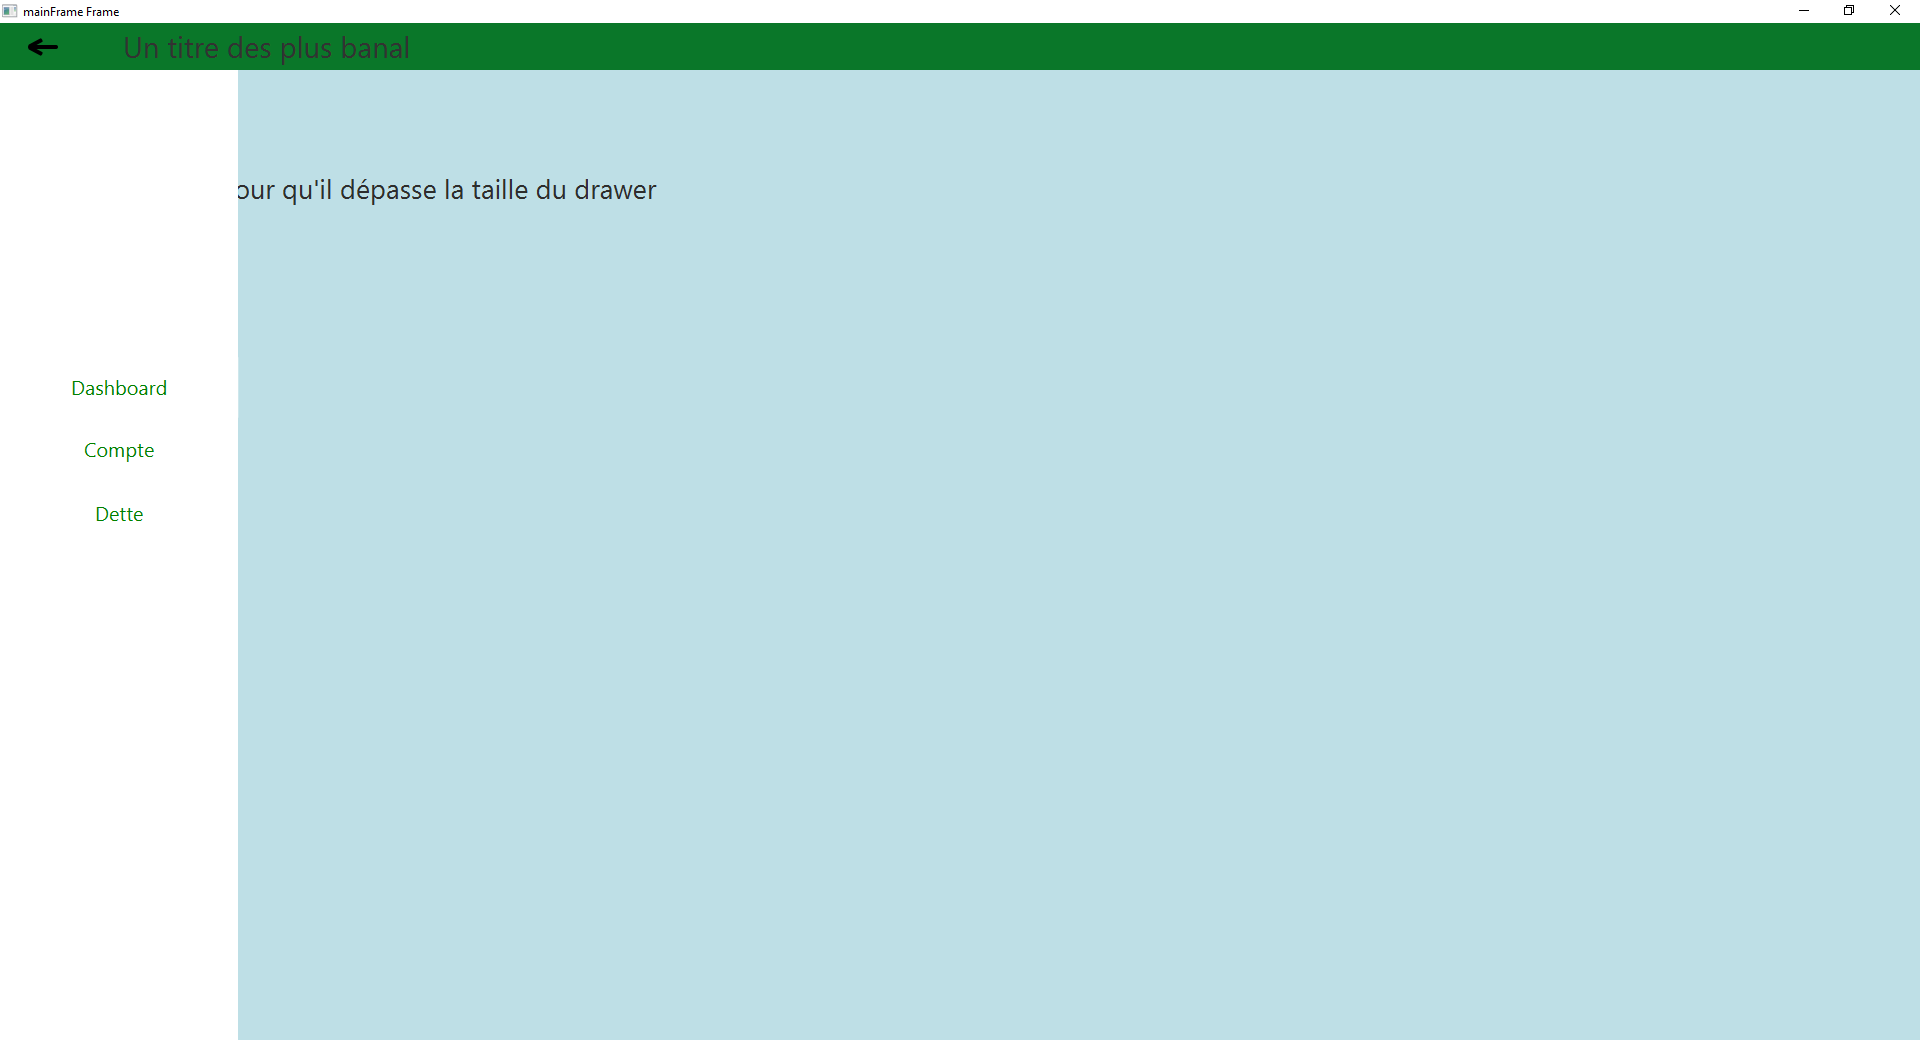 mainFrame Frame
Un titre des plus banal
our qu'il dépasse la taille du drawer
Dashboard
Compte
Dette